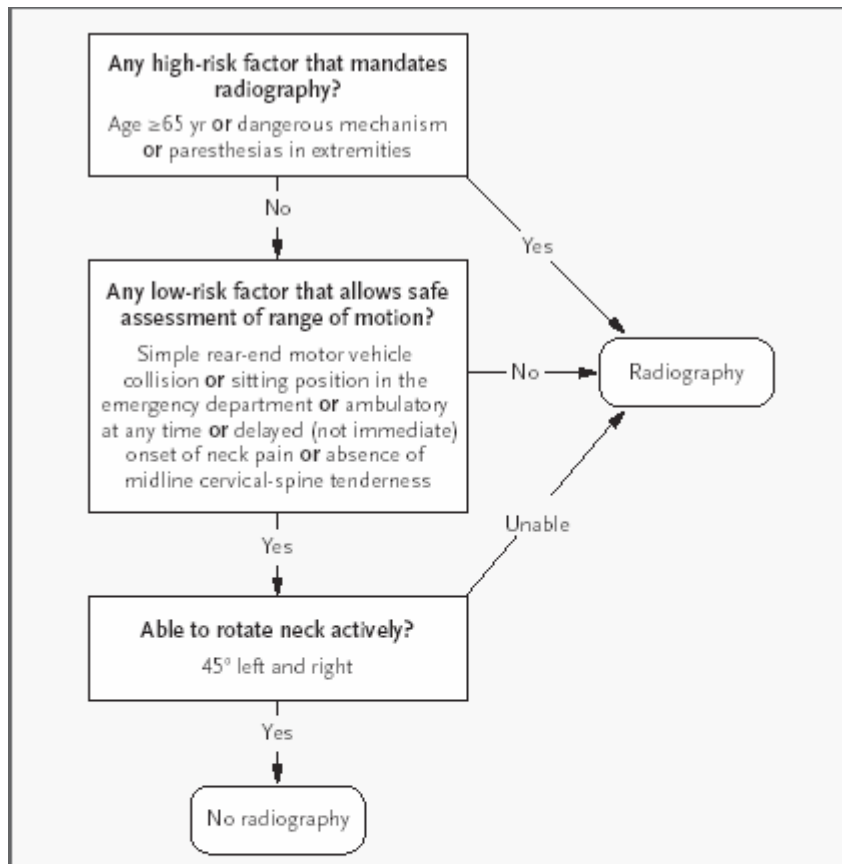 Any high-risk factor that mandates
radiography?
Age ≥65 yr or dangerous mechanism
or paresthasias in extremities
No
Yes
Any low-risk factor that allows safe
assessment of range of motion?
Simple rear-end motor vehicle
collision or sitting position in the
emergency department or ambulatory
at any time or delayed (not immediate)
onset of neck pain or absence of
midline cervical-spine tenderness
No
Radiography
Yes
Unable
Able to rotate neck actively?
45° left and right
Yes
No radiography